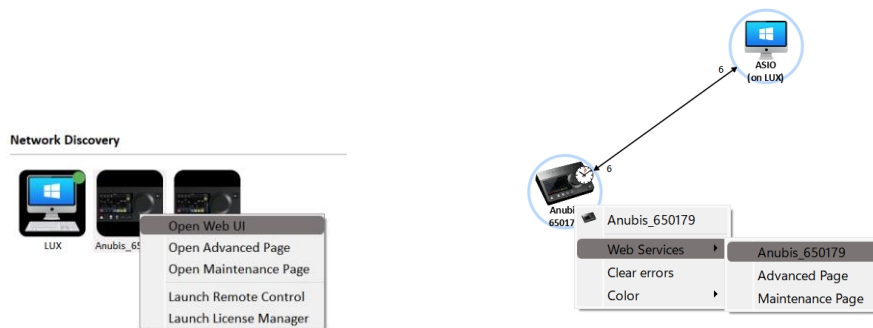 Network Discovery
LUX
Anubis_65
Open Web UI
Open Advanced Page
Open Maintenance Page
Launch Remote Control
Launch License Manager
ASIO
(on LUX)
6
6
Anubi
65017
Anubis_650179
Web Services
Clear errors
Color
Anubis_650179
Advanced Page
Maintenance Page